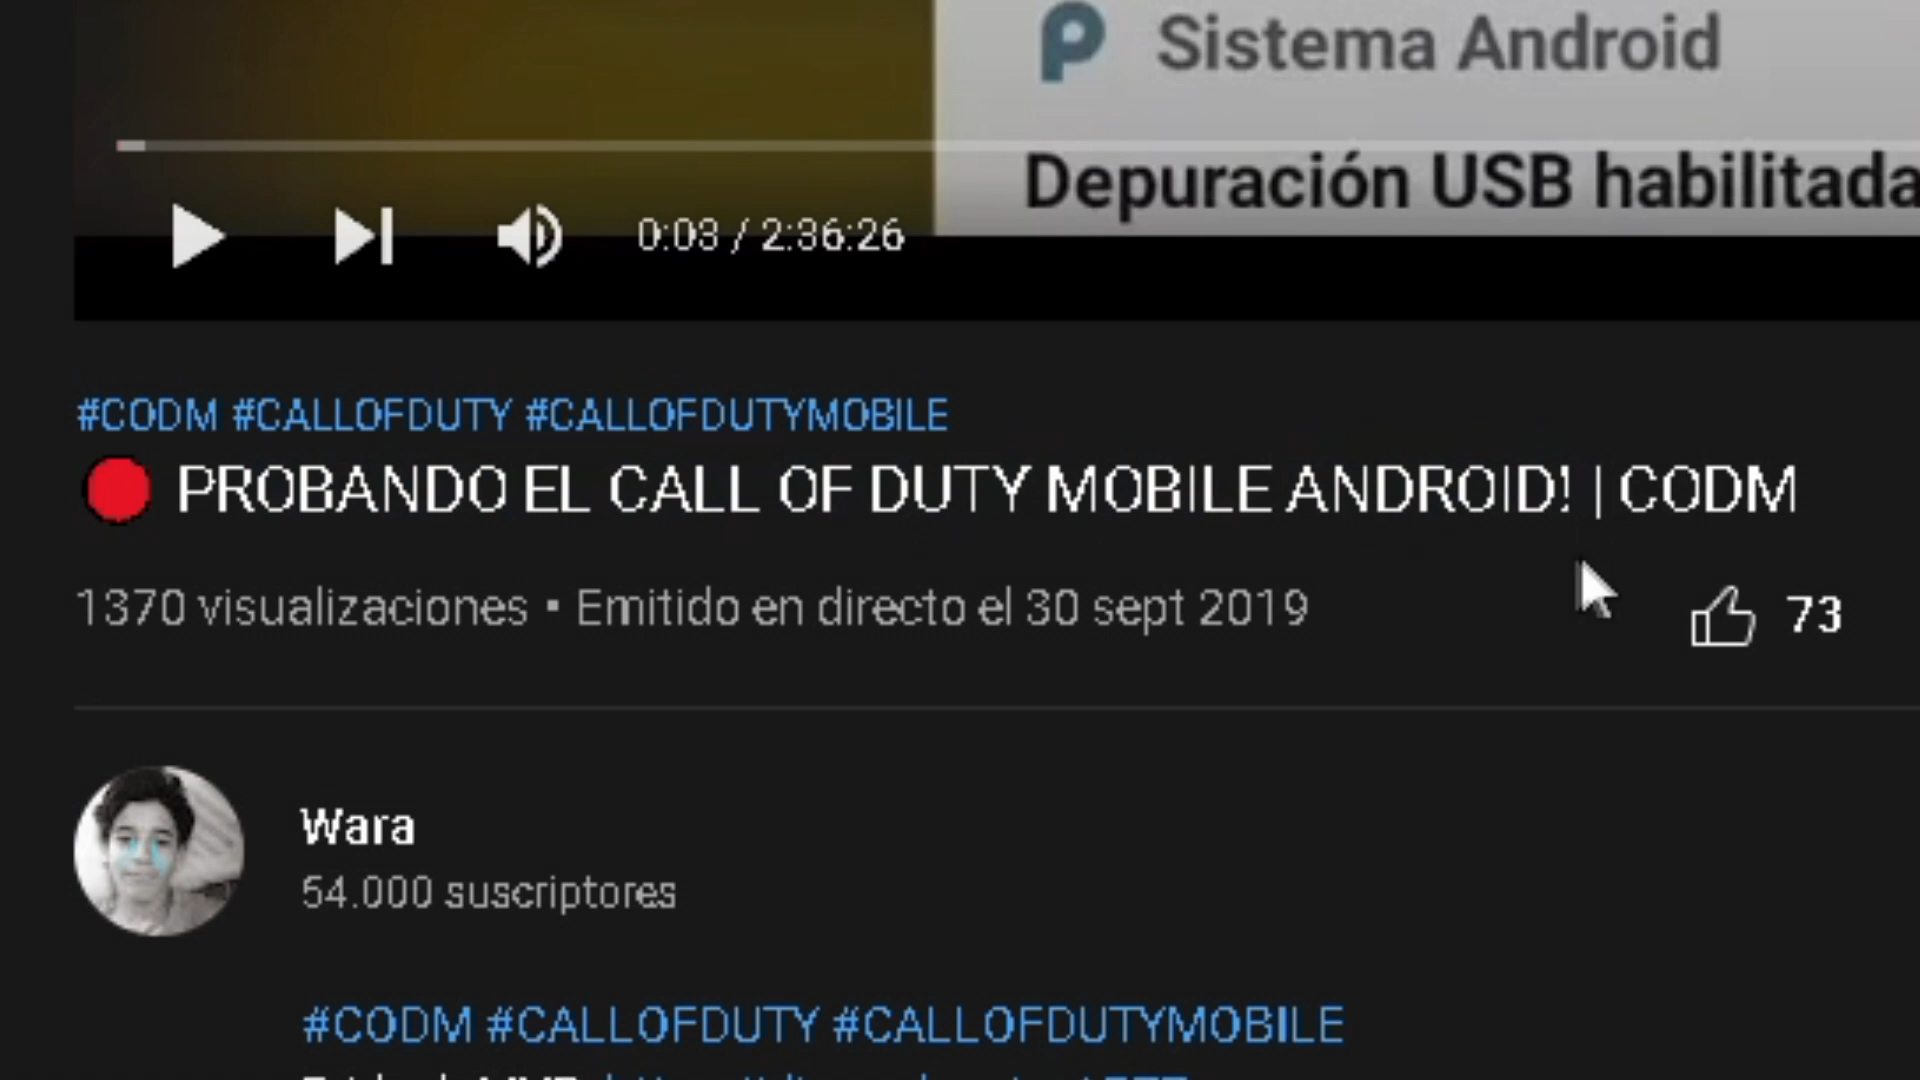 Sistema Android
Depuración USB habilitada
0:03 / 2:36:26
#CODM #CALLOFDUTY #CALLOFDUTYMOBILE
PROBANDO EL CALL OF DUTY MOBILE ANDROID! | CODM
1370 visualizaciones • Emitido en directo el 30 sept 2019
73
Wara
54.000 suscriptores
#CODM #CALLOFDUTY #CALLOFDUTYMOBILE